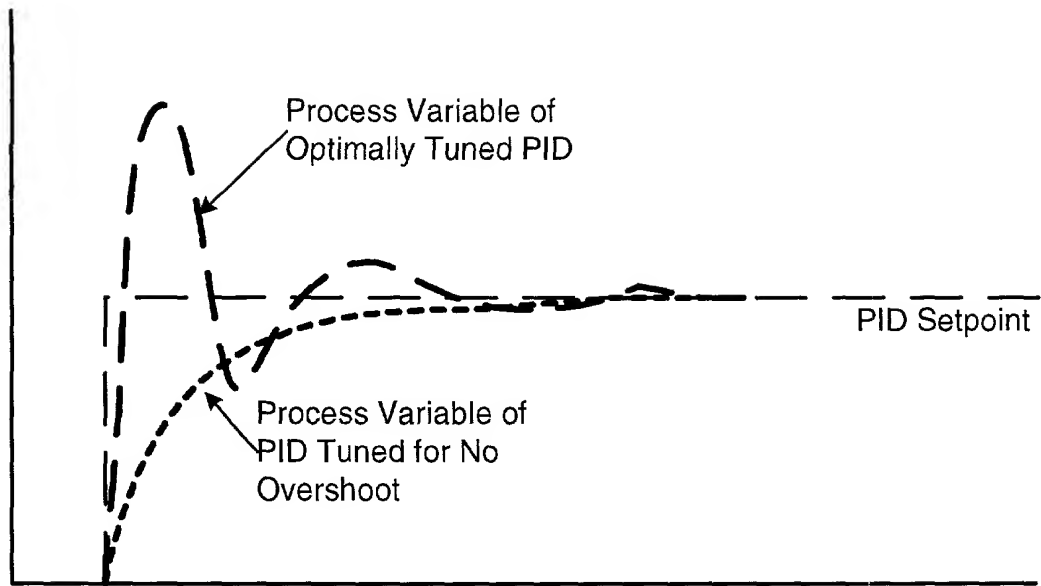 Process Variable of
Optimally Tuned PID
PID Setpoint
Process Variable of
PID Tuned for No
Overshoot